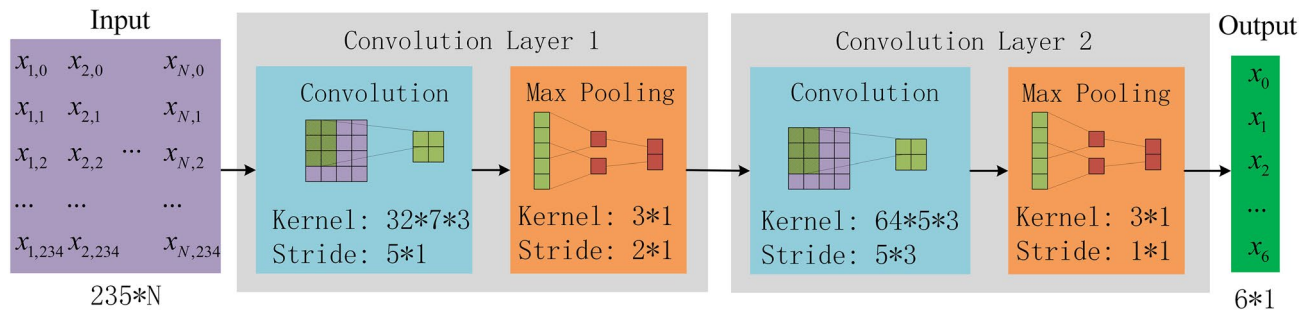 Input
x1,0 x2,0 xN,0
x1,1 x2,1 xN,1
x1,2 x2,2 ... xN,2
... ... ...
x1,234 x2,234 xN,234
235*N
Convolution Layer 1
Convolution
Kernel: 32*7*3
Stride: 5*1
Max Pooling
Kernel: 3*1
Stride: 2*1
Convolution Layer 2
Convolution
Kernel: 64*5*3
Stride: 5*3
Max Pooling
Kernel: 3*1
Stride: 1*1
Output
x0
x1
x2
...
x6
6*1